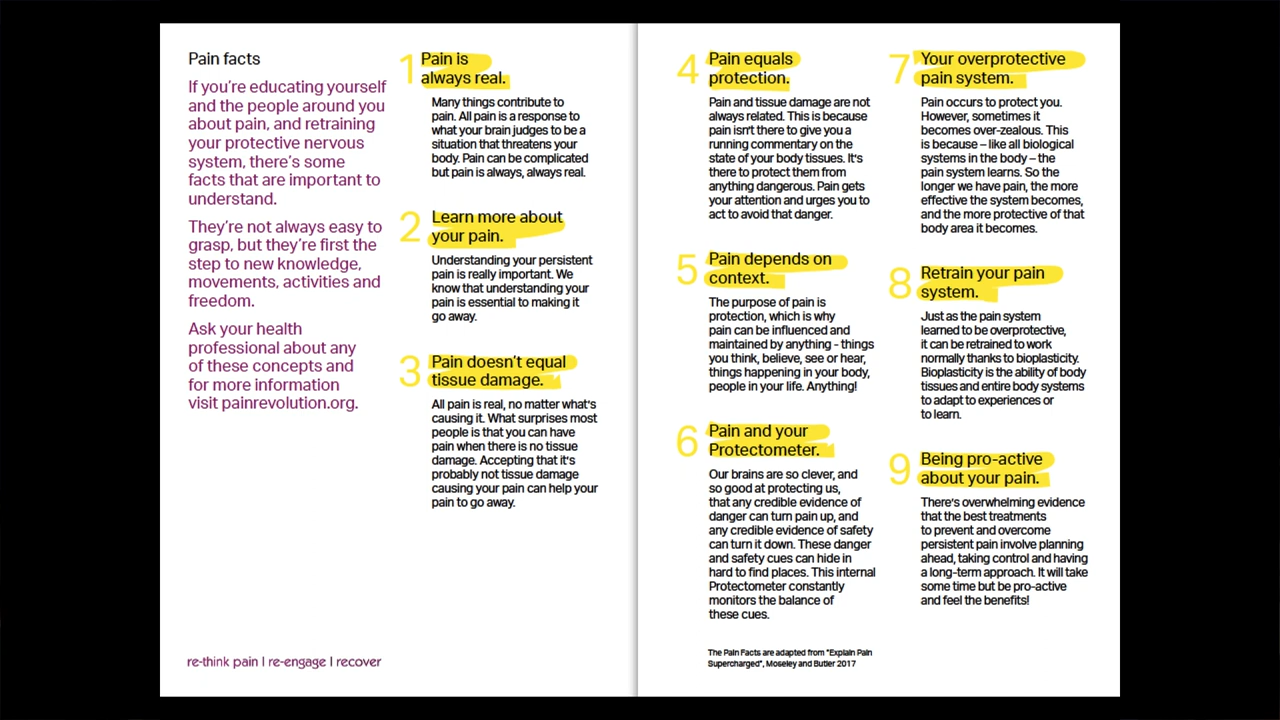 Pain facts
If you're educating yourself
and the people around you
about pain, and retraining
your protective nervous
system, there's some
facts that are important to
understand.
They're not always easy to
grasp, but they're first the
step to new knowledge,
movements, activities and
freedom.
Ask your health
professional about any
of these concepts and
for more information
visit painrevolution.org.
re-think pain | re-engage | recover
1 Pain is
always real.
Many things contribute to
pain. All pain is a response to
what your brain judges to be a
situation that threatens your
body. Pain can be complicated
but pain is always, always real.
2 Learn more about
your pain.
Understanding your persistent
pain is really important. We
know that understanding your
pain is essential to making it
go away.
3 Pain doesn't equal
tissue damage.
All pain is real, no matter what's
causing it. What surprises most
people is that you can have
pain when there is no tissue
damage. Accepting that it's
probably not tissue damage
causing your pain can help your
pain to go away.
4 Pain equals
protection.
Pain and tissue damage are not
always related. This is because
pain isn't there to give you a
running commentary on the
state of your body tissues. It's
there to protect them from
anything dangerous. Pain gets
your attention and urges you to
act to avoid that danger.
5 Pain depends on
context.
The purpose of pain is
protection, which is why
pain can be influenced and
maintained by anything - things
you think, believe, see or hear,
things happening in your body,
people in your life. Anything!
6 Pain and your
Protectometer.
Our brains are so clever, and
so good at protecting us,
that any credible evidence of
danger can turn pain up, and
any credible evidence of safety
can turn it down. These danger
and safety cues can hide in
hard to find places. This internal
Protectometer constantly
monitors the balance of
these cues.
The Pain Facts are adapted from "Explain Pain
Supercharged", Moseley and Butler 2017
7 Your overprotective
pain system.
Pain occurs to protect you.
However, sometimes it
becomes over-zealous. This
is because – like all biological
systems in the body – the
pain system learns. So the
longer we have pain, the more
effective the system becomes,
and the more protective of that
body area it becomes.
8 Retrain your pain
system.
Just as the pain system
learned to be overprotective,
it can be retrained to work
normally thanks to bioplasticity.
Bioplasticity is the ability of body
tissues and entire body systems
to adapt to experiences or
to learn.
9 Being pro-active
about your pain.
There's overwhelming evidence
that the best treatments
to prevent and overcome
persistent pain involve planning
ahead, taking control and having
a long-term approach. It will take
some time but be pro-active
and feel the benefits!